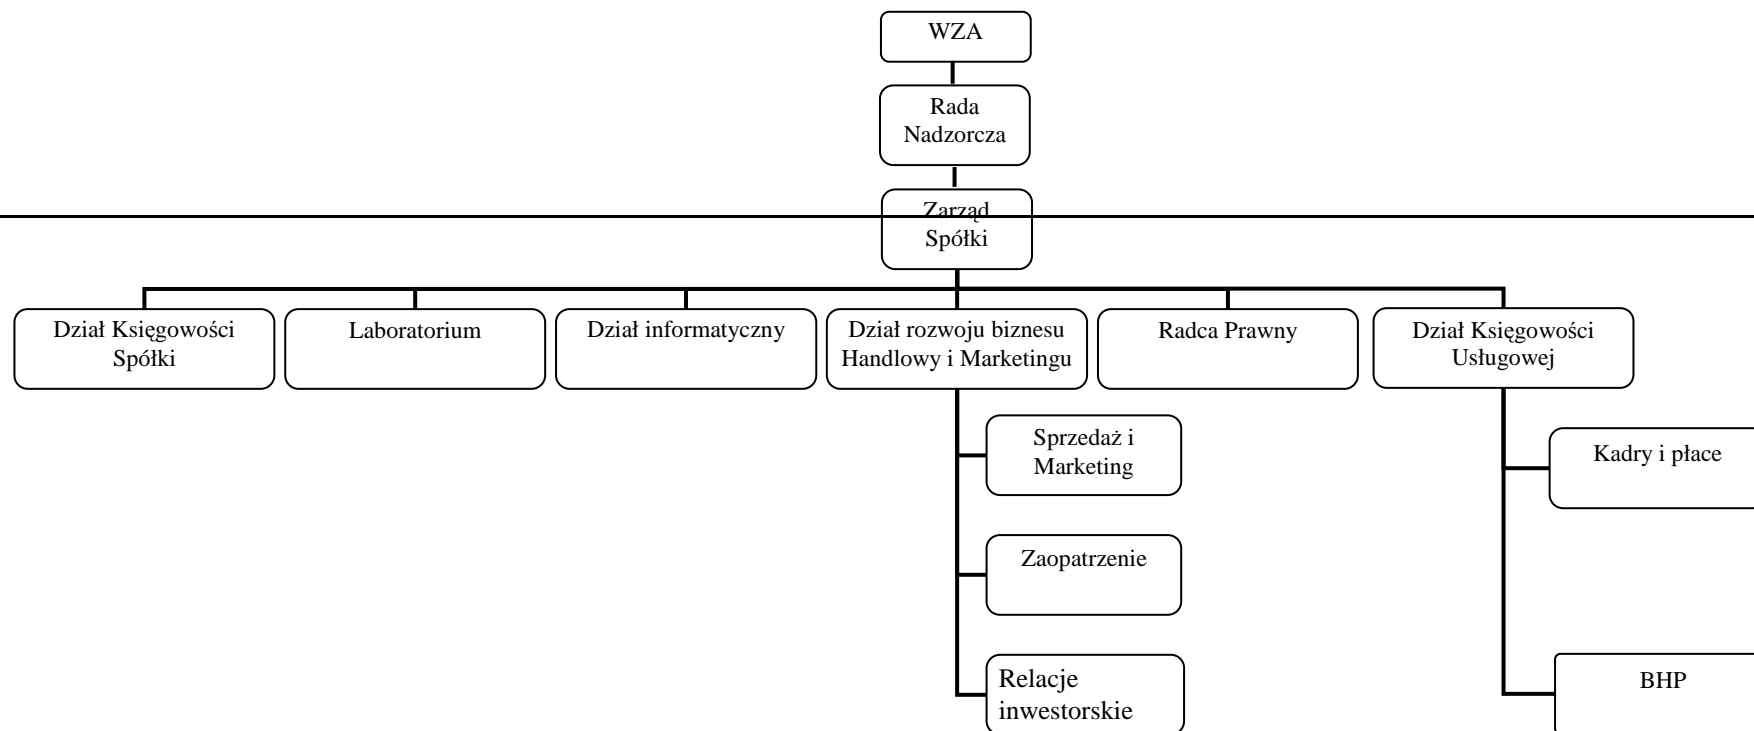 WZA
Rada
Nadzorcza
Zarząd
Spółki
Dział Księgowości
Spółki
Laboratorium
Dział informatyczny
Dział rozwoju biznesu
Handlowy i Marketingu
Radca Prawny
Dział Księgowości
Usługowej
Sprzedaż i
Marketing
Kadry i płace
Zaopatrzenie
Relacje
inwestorskie
BHP